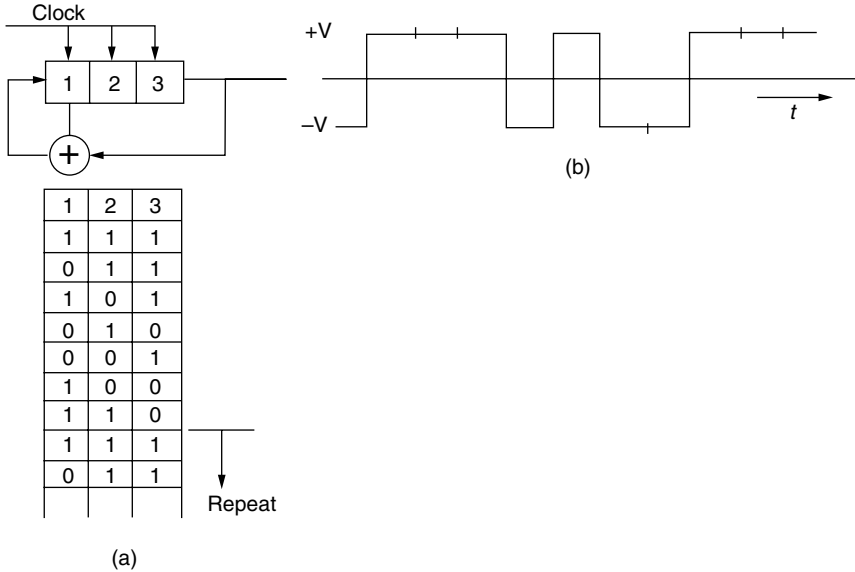 Clock
1 2 3
+
+V
–V
t
(b)
1 2 3
1 1 1
0 1 1
1 0 1
0 1 0
0 0 1
1 0 0
1 1 0
1 1 1
0 1 1
Repeat
(a)